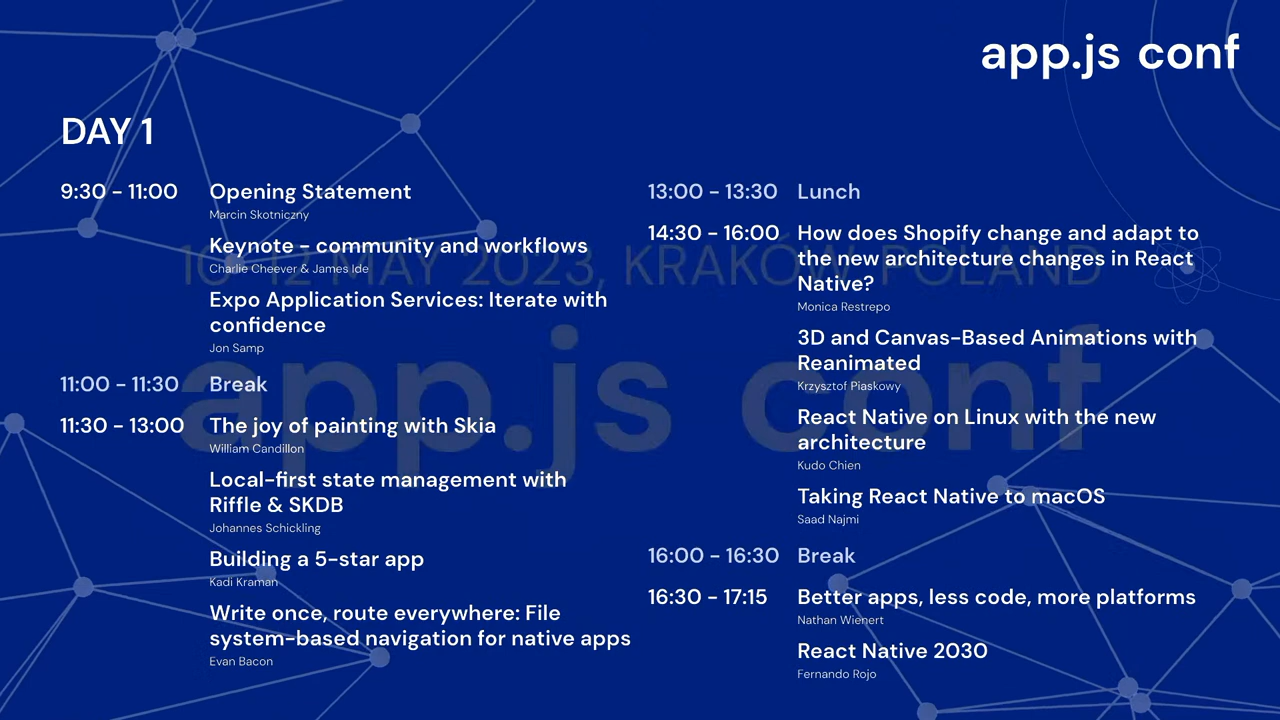 app.js conf
DAY 1
9:30 - 11:00
Opening Statement
Marcin Skotniczny
Keynote - community and workflows
Charlie Cheever & James Ide
Expo Application Services: Iterate with
confidence
Jon Samp
11:00 - 11:30
Break
11:30 - 13:00
The joy of painting with Skia
William Candillon
Local-first state management with
Riffle & SKDB
Johannes Schickling
Building a 5-star app
Kadi Kraman
Write once, route everywhere: File
system-based navigation for native apps
Evan Bacon
13:00 - 13:30
Lunch
14:30 - 16:00
How does Shopify change and adapt to
the new architecture changes in React
Native?
Monica Restrepo
3D and Canvas-Based Animations with
Reanimated
Krzysztof Piaskowy
React Native on Linux with the new
architecture
Kudo Chien
Taking React Native to macOS
Saad Najmi
16:00 - 16:30
Break
16:30 - 17:15
Better apps, less code, more platforms
Nathan Wienert
React Native 2030
Fernando Rojo
10-12 MAY 2023, KRAKÓW, POLAND
app.js conf